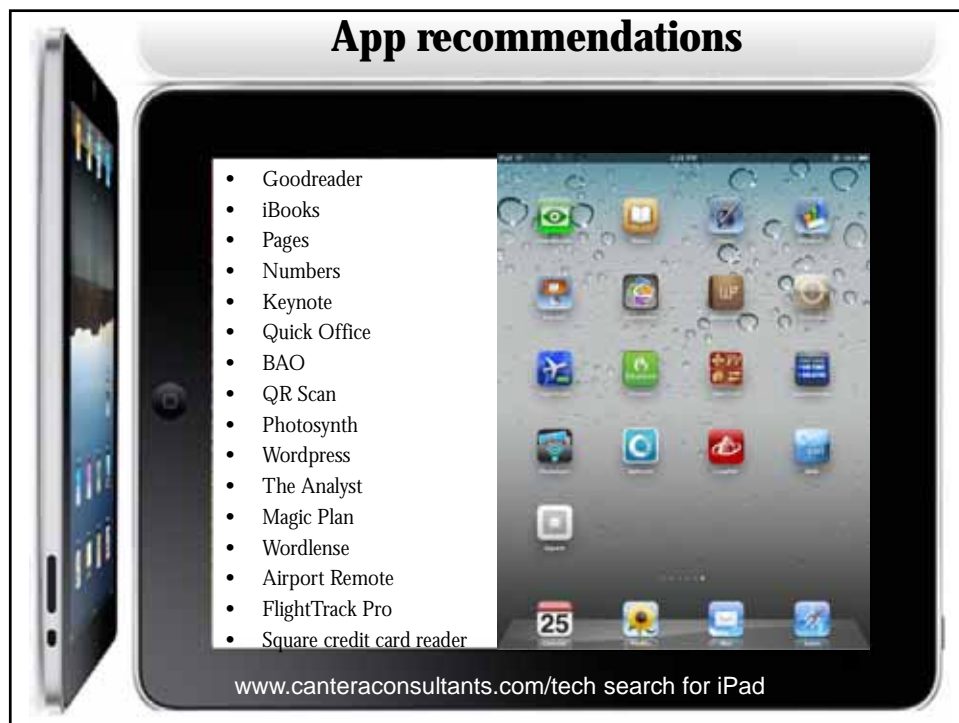 App recommendations
• Goodreader
• iBooks
• Pages
• Numbers
• Keynote
• Quick Office
• BAO
• QR Scan
• Photosynth
• Wordpress
• The Analyst
• Magic Plan
• Wordlense
• Airport Remote
• FlightTrack Pro
• Square credit card reader
25
www.canteraconsultants.com/tech search for iPad